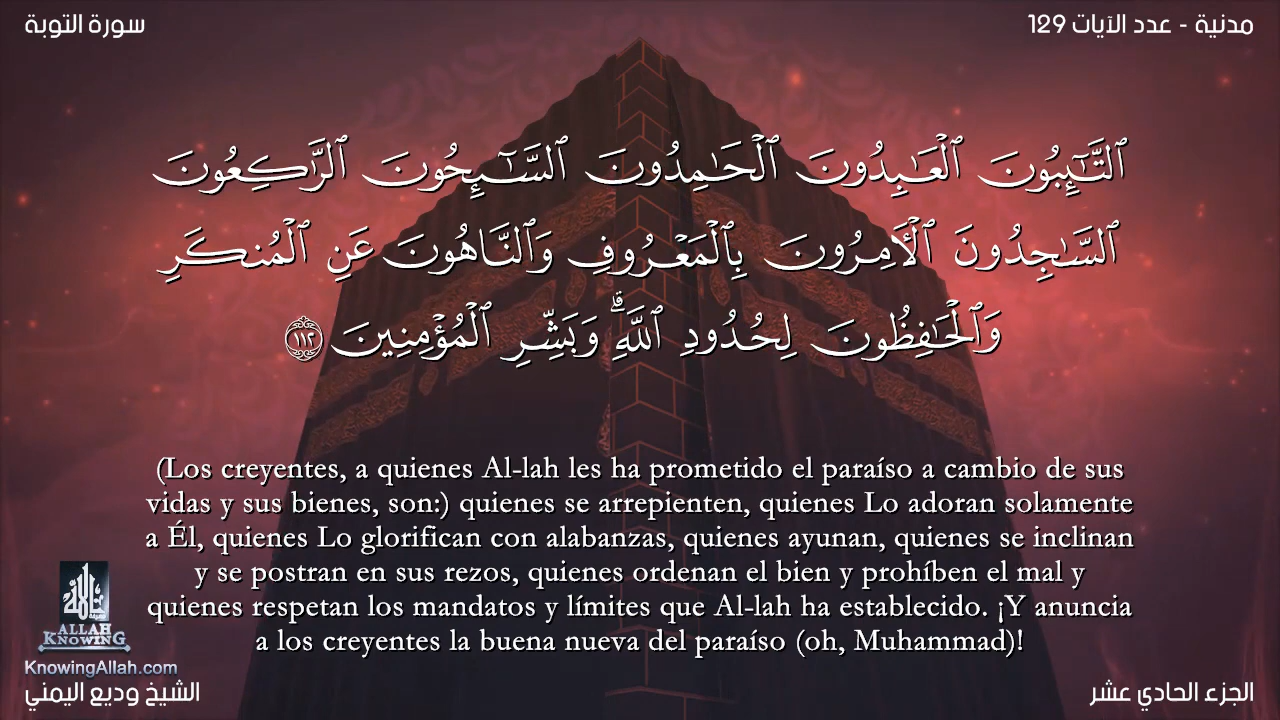 مدنية - عدد الآيات 129
سورة التوبة
ٱلتَّٰٓئِبُونَ ٱلْعَٰبِدُونَ ٱلْحَٰمِدُونَ ٱلسَّٰٓئِحُونَ ٱلرَّٰكِعُونَ
ٱلسَّٰجِدُونَ ٱلْءَامِرُونَ بِٱلْمَعْرُوفِ وَٱلنَّاهُونَ عَنِ ٱلْمُنكَرِ
وَٱلْحَٰفِظُونَ لِحُدُودِ ٱللَّهِ ۗ وَبَشِّرِ ٱلْمُؤْمِنِينَ ١١٢
(Los creyentes, a quienes Al-lah les ha prometido el paraíso a cambio de sus
vidas y sus bienes, son:) quienes se arrepienten, quienes Lo adoran solamente
a Él, quienes Lo glorifican con alabanzas, quienes ayunan, quienes se inclinan
y se postran en sus rezos, quienes ordenan el bien y prohíben el mal y
quienes respetan los mandatos y límites que Al-lah ha establecido. ¡Y anuncia
a los creyentes la buena nueva del paraíso (oh, Muhammad)!
ALLAH
KNOWING
KnowingAllah.com
الشيخ وديع اليمني
الجزء الحادي عشر